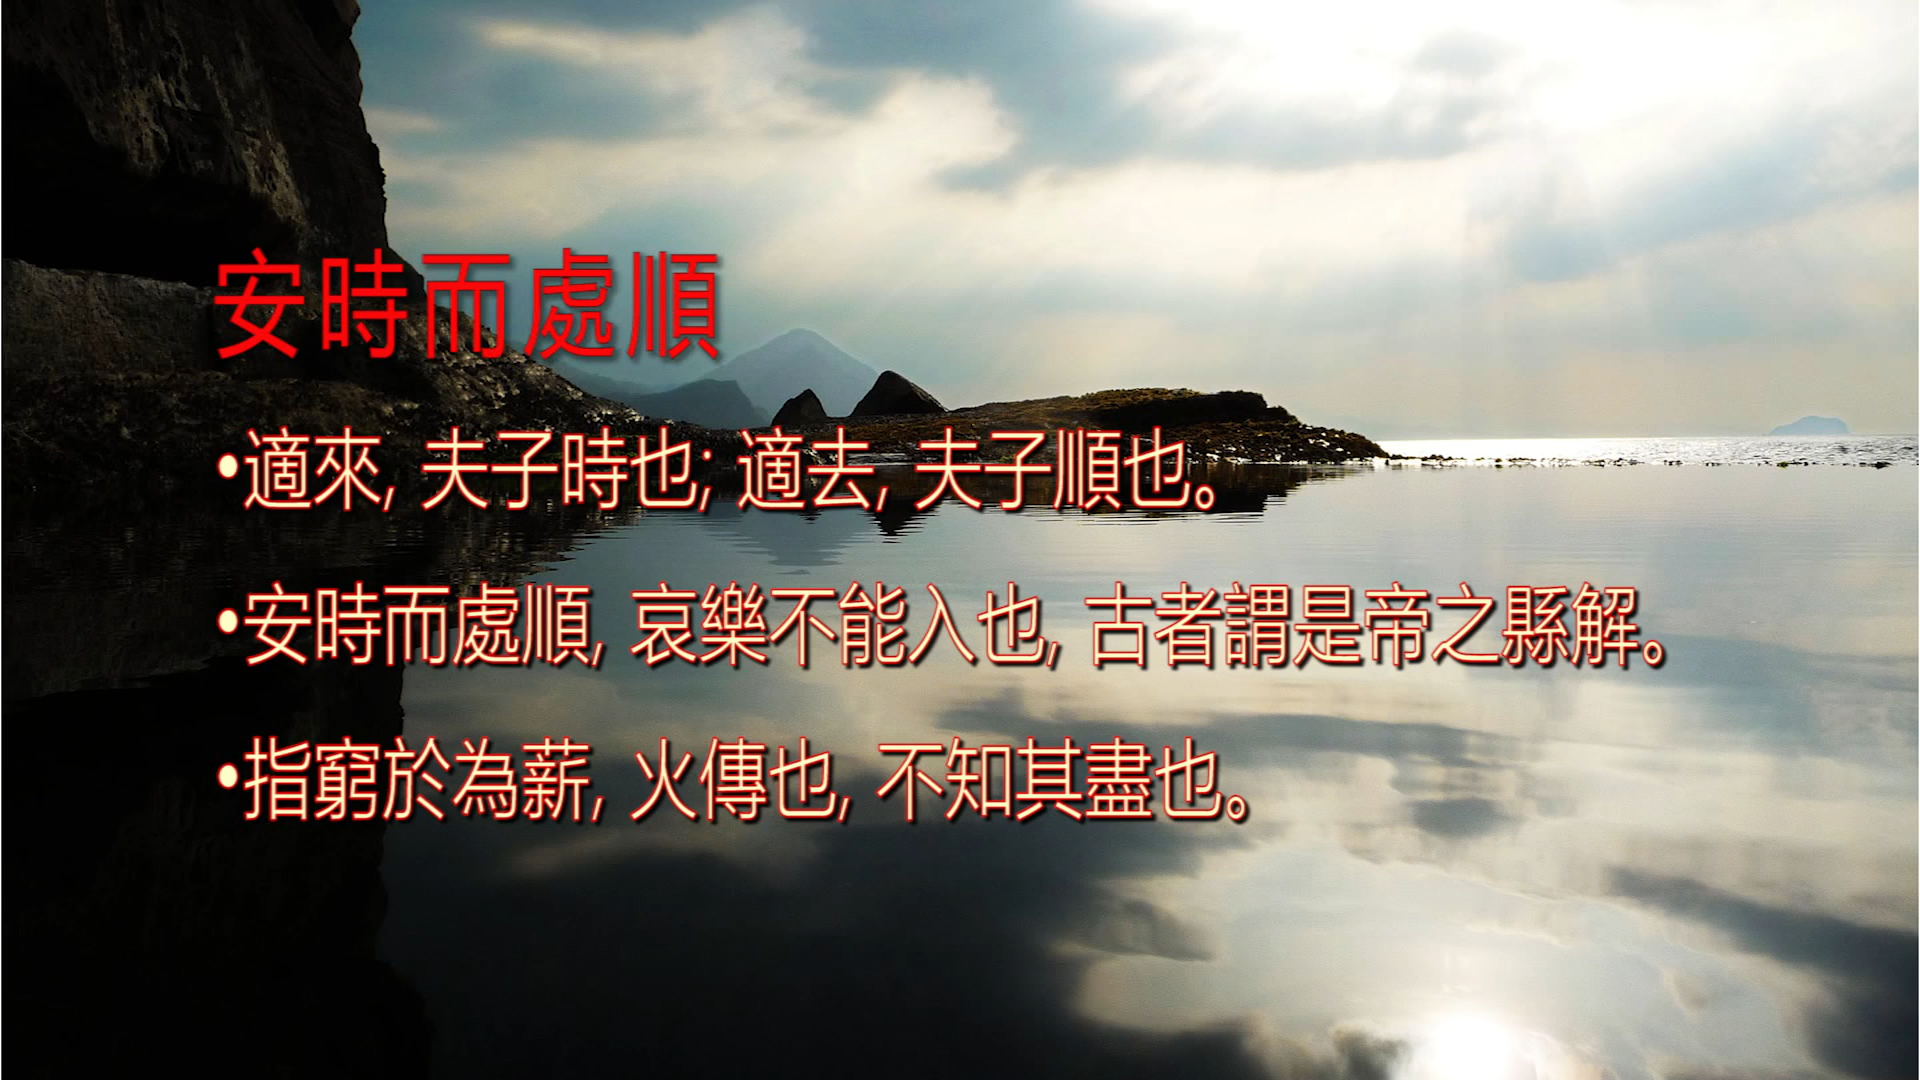 安時而處順
•適來, 夫子時也; 適去, 夫子順也。
•安時而處順, 哀樂不能入也, 古者謂是帝之縣解。
•指窮於為薪, 火傳也, 不知其盡也。